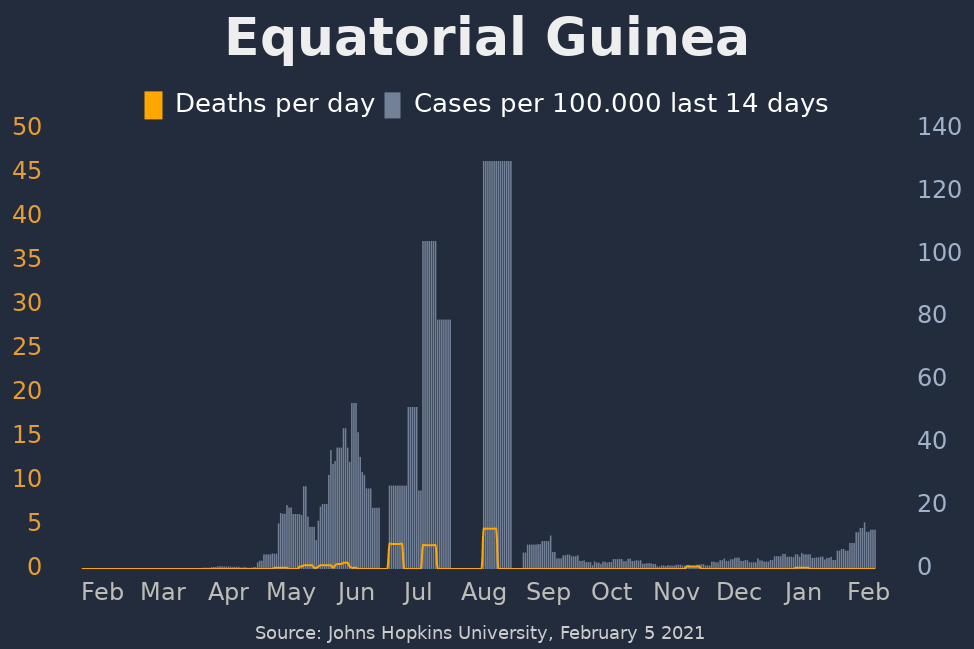 Equatorial Guinea
Deaths per day Cases per 100.000 last 14 days
50 140
45
40 120
35 100
30
25 80
20 60
15
10 40
5 20
0 0
Feb Mar Apr May Jun Jul Aug Sep Oct Nov Dec Jan Feb
Source: Johns Hopkins University, February 5 2021